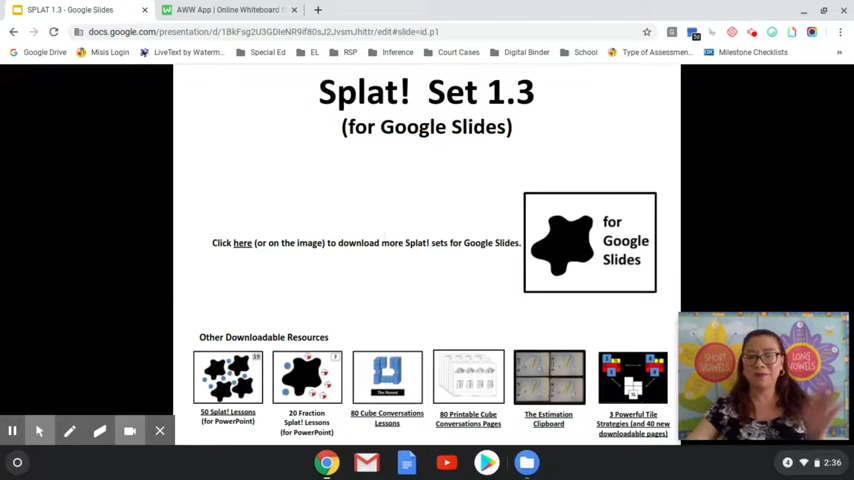 SPLAT 1.3 - Google Slides
AWW App | Online Whiteboard
docs.google.com/presentation/d/1BkFsg2U3GDIeNR9if80sJ2JvsmJhittr/edit#slide=id.p1
Google Drive
Misis Login
LiveText by Waterm...
Special Ed
EL
RSP
Inference
Court Cases
Digital Binder
School
Type of Assessmen...
Milestone Checklists
Splat! Set 1.3
(for Google Slides)
Click here (or on the image) to download more Splat! sets for Google Slides.
for
Google
Slides
Other Downloadable Resources
19
?
The Reveal
50 Splat! Lessons
(for PowerPoint)
20 Fraction
Splat! Lessons
(for PowerPoint)
80 Cube Conversations
Lessons
80 Printable Cube
Conversations Pages
The Estimation
Clipboard
3 Powerful Tile
Strategies (and 40 new
downloadable pages)
SHORT
VOWELS
LONG
VOWELS
4
2:36